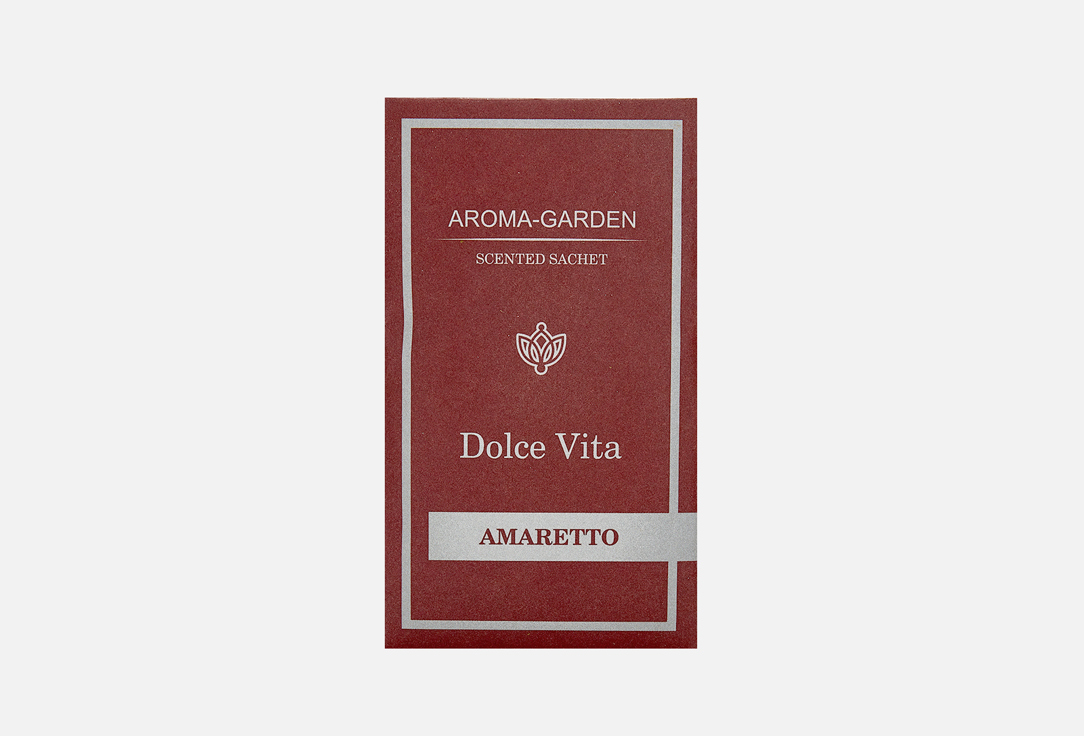 AROMA-GARDEN
SCENTED SACHET
Dolce Vita
AMARETTO